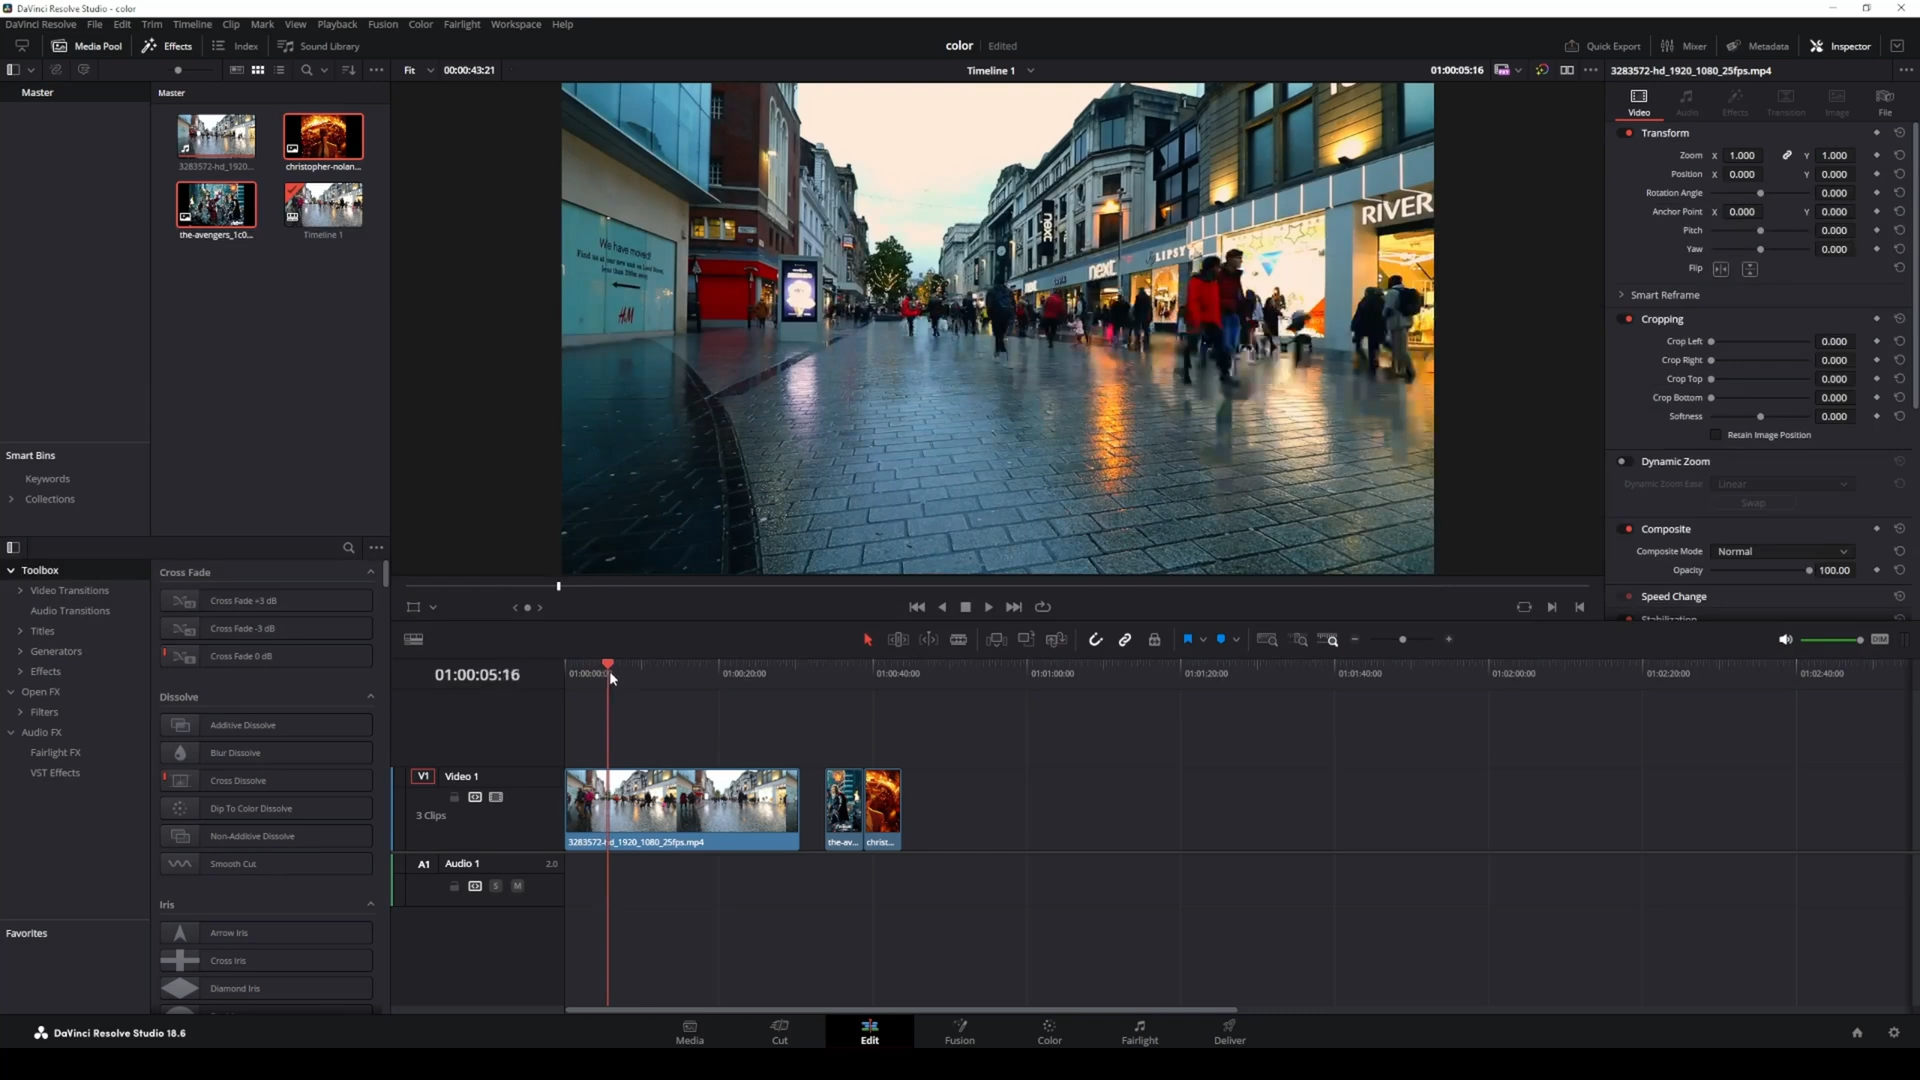 DaVinci Resolve Studio - color
DaVinci Resolve File Edit Trim Timeline Clip Mark View Playback Fusion Color Fairlight Workspace Help
Media Pool Effects Index Sound Library color Edited Quick Export Mixer Metadata Inspector
Fit 00:00:43:21 Timeline 1 01:00:05:16 3283572-hd_1920_1080_25fps.mp4
Master Master
Video Audio Effects Transition Image File
3283572-hd_1920... christopher-nolan...
the-avengers_1c0... Timeline 1
Transform
Zoom X 1.000 Y 1.000
Position X 0.000 Y 0.000
Rotation Angle 0.000
Anchor Point X 0.000 Y 0.000
Pitch 0.000
Yaw 0.000
Flip
Smart Reframe
Cropping
Crop Left 0.000
Crop Right 0.000
Crop Top 0.000
Crop Bottom 0.000
Softness 0.000
Retain Image Position
Dynamic Zoom
Dynamic Zoom Ease Linear
Swap
Composite
Composite Mode Normal
Opacity 100.00
Speed Change
Stabilization
We have moved!
H&M
next
next
LIPSY
RIVER
Smart Bins
Keywords
Collections
Toolbox
Video Transitions
Audio Transitions
Titles
Generators
Effects
Open FX
Filters
Audio FX
Fairlight FX
VST Effects
Favorites
Cross Fade
Cross Fade +3 dB
Cross Fade -3 dB
Cross Fade 0 dB
Dissolve
Additive Dissolve
Blur Dissolve
Cross Dissolve
Dip To Color Dissolve
Non-Additive Dissolve
Smooth Cut
Iris
Arrow Iris
Cross Iris
Diamond Iris
DIM
01:00:05:16 01:00:00:0 01:00:20:00 01:00:40:00 01:01:00:00 01:01:20:00 01:01:40:00 01:02:00:00 01:02:20:00 01:02:40:00
V1 Video 1
3 Clips
3283572-hd_1920_1080_25fps.mp4 the-av... christ...
A1 Audio 1 2.0
S M
DaVinci Resolve Studio 18.6
Media Cut Edit Fusion Color Fairlight Deliver